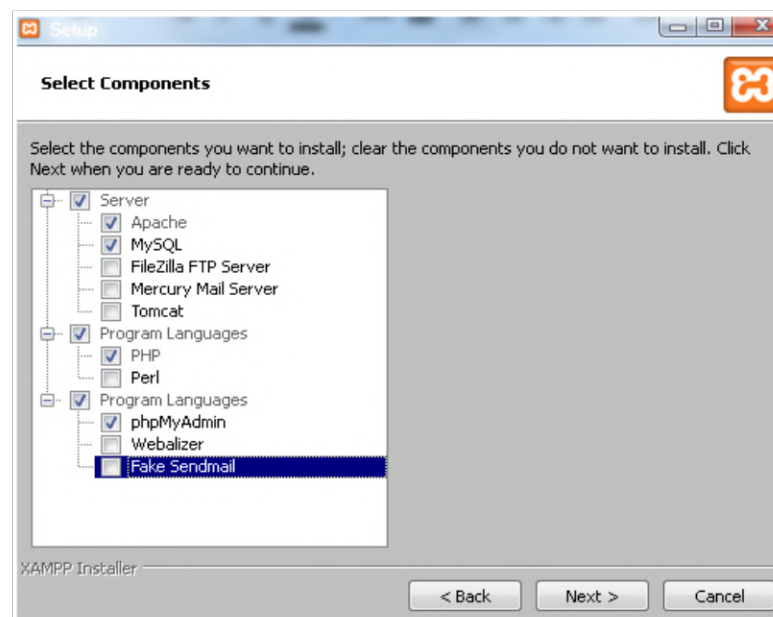 Setup
Select Components
Select the components you want to install; clear the components you do not want to install. Click
Next when you are ready to continue.
Server
Apache
MySQL
FileZilla FTP Server
Mercury Mail Server
Tomcat
Program Languages
PHP
Perl
Program Languages
phpMyAdmin
Webalizer
Fake Sendmail
XAMPP Installer
< Back
Next >
Cancel